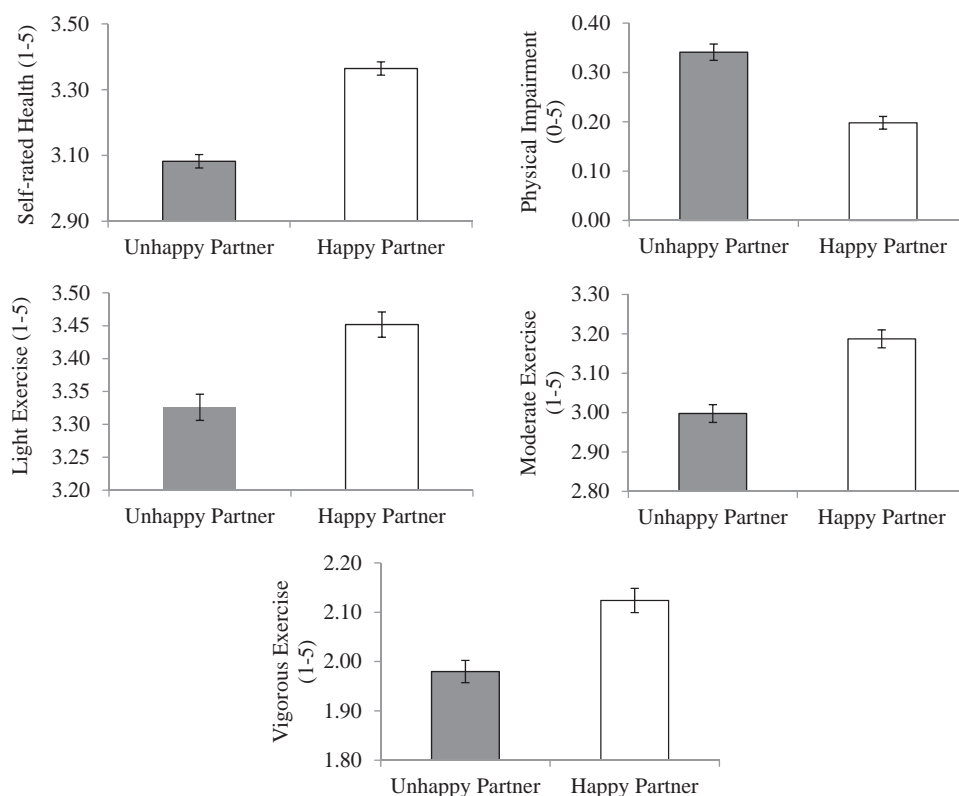 Self-rated Health (1-5)
3.50
3.30
3.10
2.90
Unhappy Partner
Happy Partner
Physical Impairment
(0-5)
0.40
0.30
0.20
0.10
0.00
Unhappy Partner
Happy Partner
Light Exercise (1-5)
3.50
3.45
3.40
3.35
3.30
3.25
3.20
Unhappy Partner
Happy Partner
Moderate Exercise
(1-5)
3.30
3.20
3.10
3.00
2.90
2.80
Unhappy Partner
Happy Partner
Vigorous Exercise
(1-5)
2.20
2.10
2.00
1.90
1.80
Unhappy Partner
Happy Partner